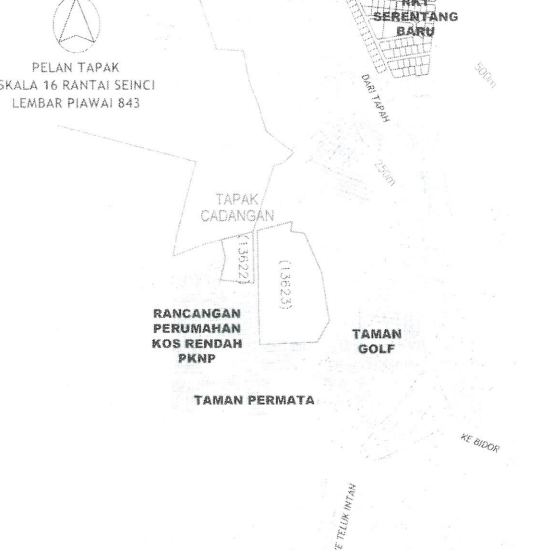 RKT
SERENTANG
BARU
PELAN TAPAK
SKALA 16 RANTAI SEINCI
LEMBAR PIAWAI 843
500m
DARI TAPAH
250m
TAPAK
CADANGAN
(13622)
(13623)
RANCANGAN
PERUMAHAN
KOS RENDAH
PKNP
TAMAN
GOLF
TAMAN PERMATA
KE BIDOR
KE TELUK INTAN